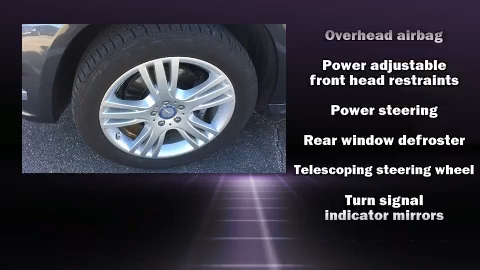 Overhead airbag
Power adjustable
front head restraints
Power steering
Rear window defroster
Telescoping steering wheel
Turn signal
indicator mirrors